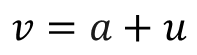 v = a + u